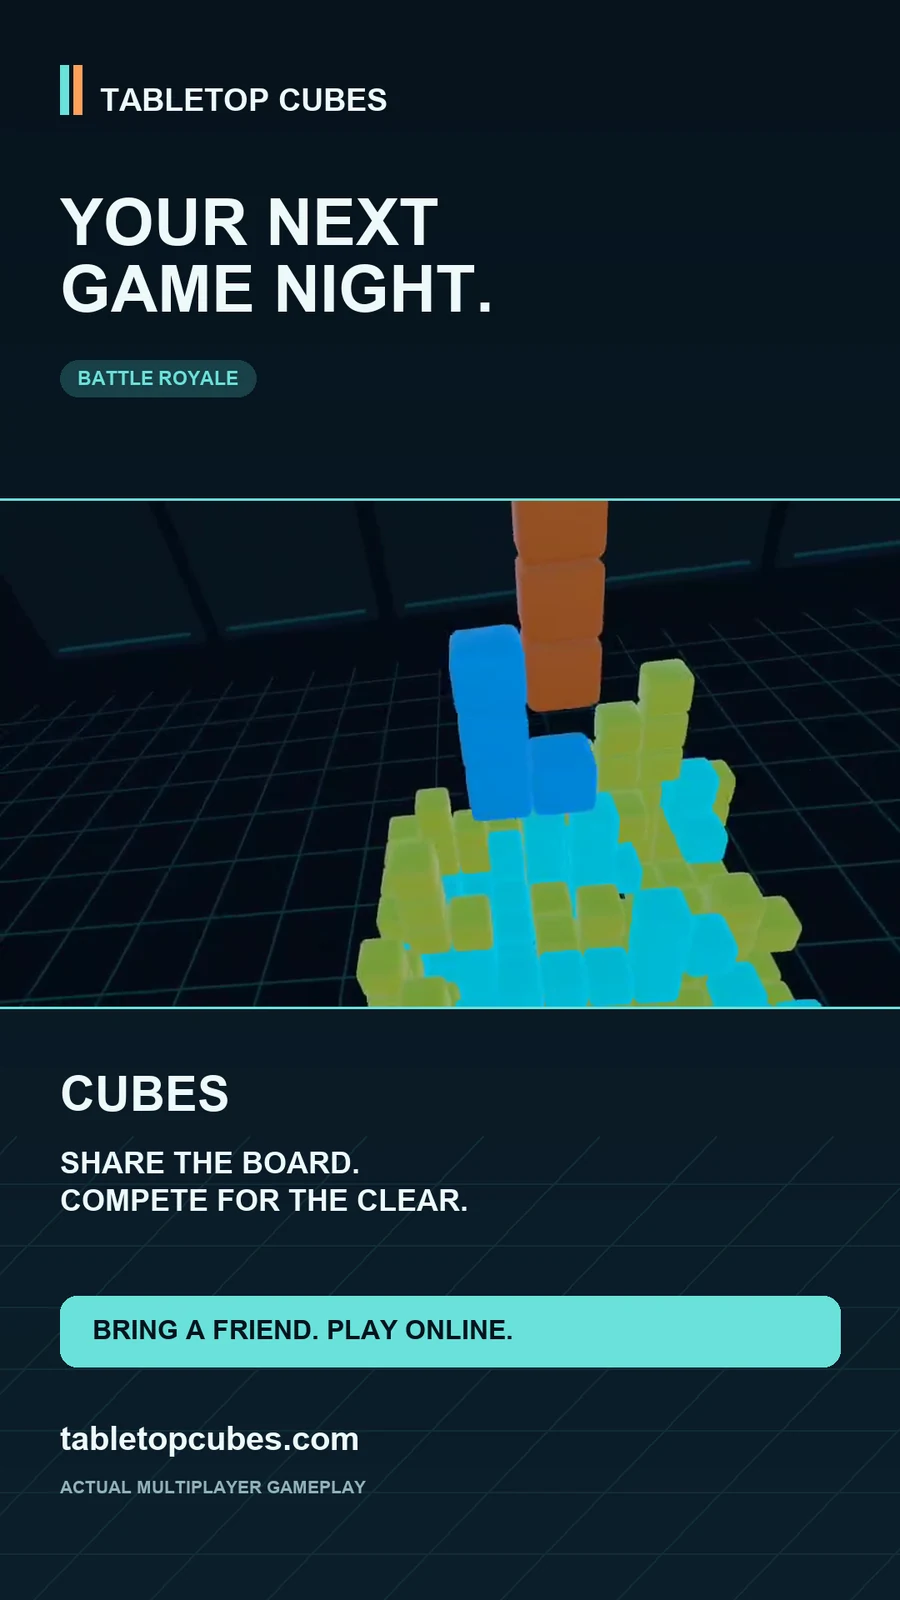 TABLETOP CUBES
YOUR NEXT
GAME NIGHT.
BATTLE ROYALE
CUBES
SHARE THE BOARD.
COMPETE FOR THE CLEAR.
BRING A FRIEND. PLAY ONLINE.
tabletopcubes.com
ACTUAL MULTIPLAYER GAMEPLAY